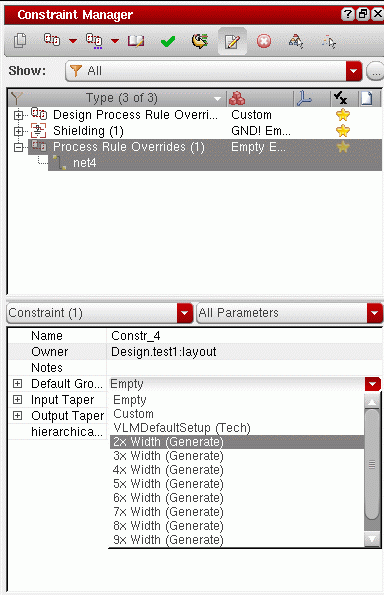 Constraint Manager
Show: All
Type (3 of 3)
Design Process Rule Overri... Custom
Shielding (1) GND! Em...
Process Rule Overrides (1) Empty E...
net4
Constraint (1) All Parameters
Name Constr_4
Owner Design.test1:layout
Notes
Default Gro... Empty
Input Taper Empty
Output Taper Custom
hierarchica... VLMDefaultSetup (Tech)
2x Width (Generate)
3x Width (Generate)
4x Width (Generate)
5x Width (Generate)
6x Width (Generate)
7x Width (Generate)
8x Width (Generate)
9x Width (Generate)